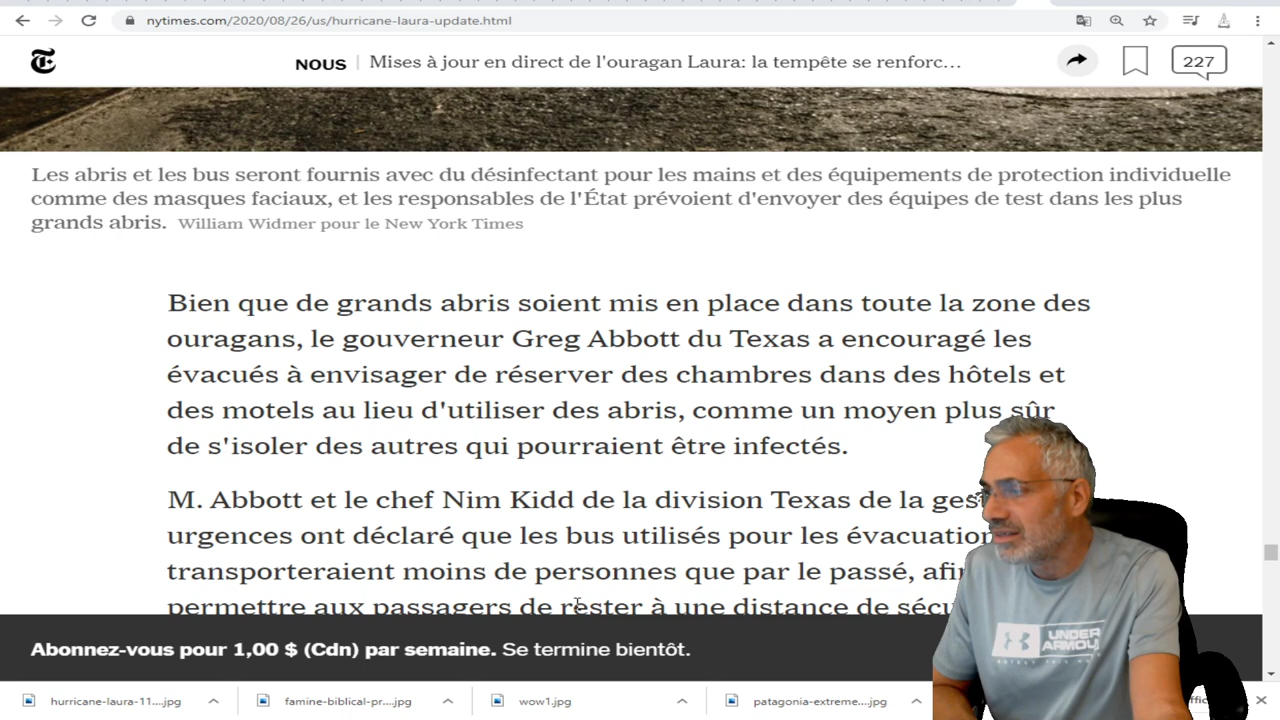 nytimes.com/2020/08/26/us/hurricane-laura-update.html
NOUS | Mises à jour en direct de l'ouragan Laura: la tempête se renforc…
227
Les abris et les bus seront fournis avec du désinfectant pour les mains et des équipements de protection individuelle
comme des masques faciaux, et les responsables de l'État prévoient d'envoyer des équipes de test dans les plus
grands abris. William Widmer pour le New York Times
Bien que de grands abris soient mis en place dans toute la zone des
ouragans, le gouverneur Greg Abbott du Texas a encouragé les
évacués à envisager de réserver des chambres dans des hôtels et
des motels au lieu d'utiliser des abris, comme un moyen plus sûr
de s'isoler des autres qui pourraient être infectés.
M. Abbott et le chef Nim Kidd de la division Texas de la
urgences ont déclaré que les bus utilisés pour les
transporteraient moins de personnes que par le passé,
permettre aux passagers de rester à une distance de
Abonnez-vous pour 1,00 $ (Cdn) par semaine. Se termine bientôt.
UNDER
ARMOUR
hurricane-laura-11....jpg
famine-biblical-pr....jpg
wow1.jpg
patagonia-extreme....jpg